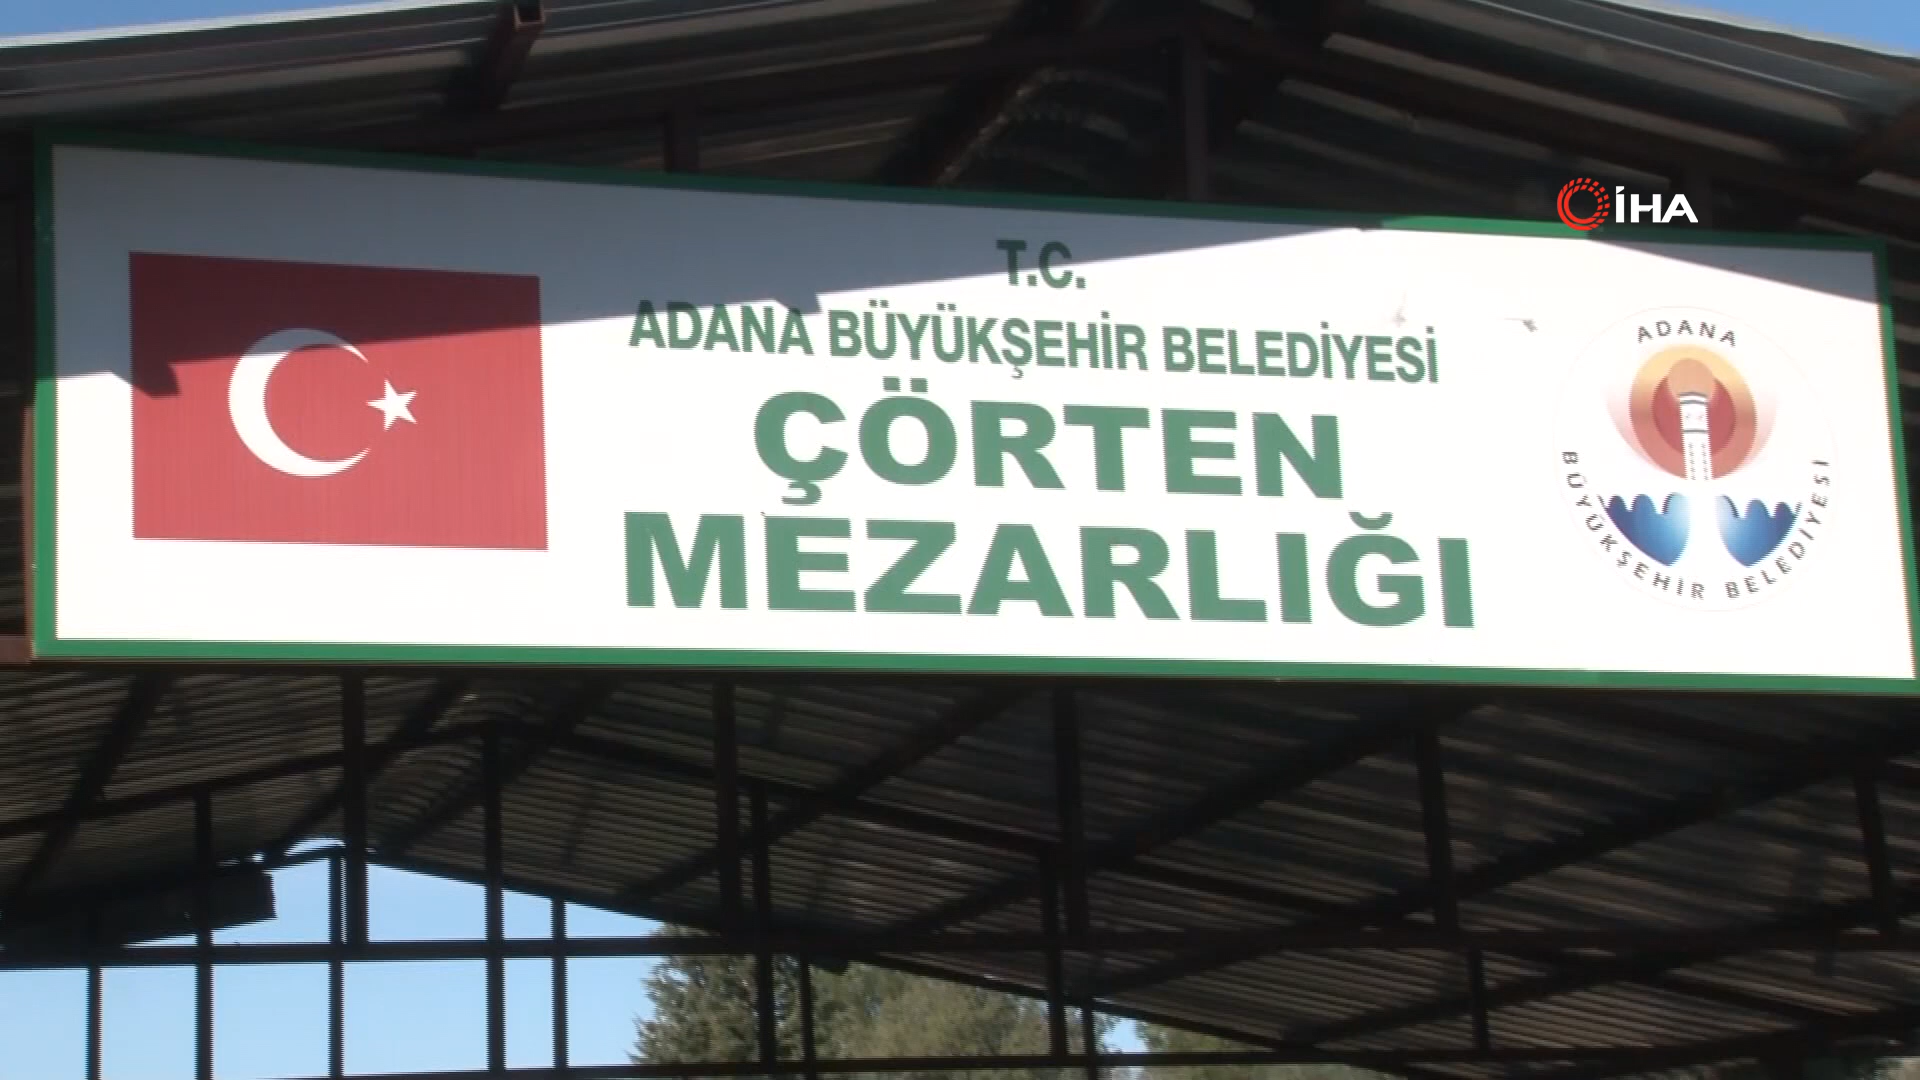 İHA
T.C.
ADANA BÜYÜKŞEHİR BELEDİYESİ
ÇÖRTEN
MEZARLIĞI
ADANA
BÜYÜKŞEHİR BELEDİYESİ